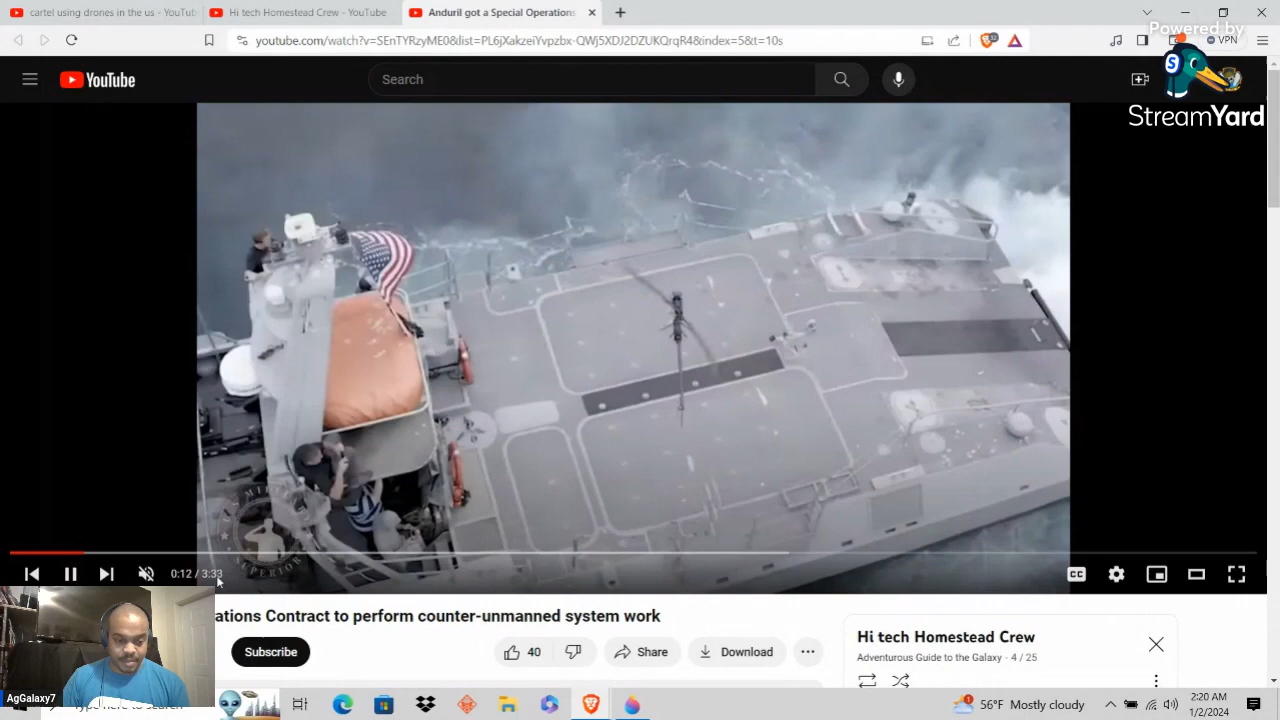 cartel using drones in the us - YouTu
Hi tech Homestead Crew - YouTube
Anduril got a Special Operations
youtube.com/watch?v=SEnTYRzyME0&list=PL6jXakzeiYvpzbx-QWj5XDJ2DZUKQrqR4&index=5&t=10s
VPN
Powered by
StreamYard
YouTube
Search
MILIT
SUPERIOR
0:12 / 3:33
CC
ations Contract to perform counter-unmanned system work
Subscribe
40
Share
Download
Hi tech Homestead Crew
Adventurous Guide to the Galaxy - 4 / 25
AgGalaxy7
Type here to search
56°F Mostly cloudy
2:20 AM
1/2/2024